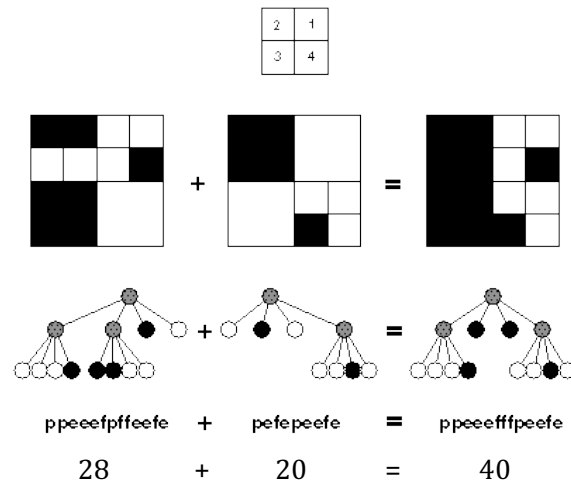 2 1
3 4
+ =
+ =
ppeeefpffeefe + pefepeefe = ppeeefffpeefe
28 + 20 = 40